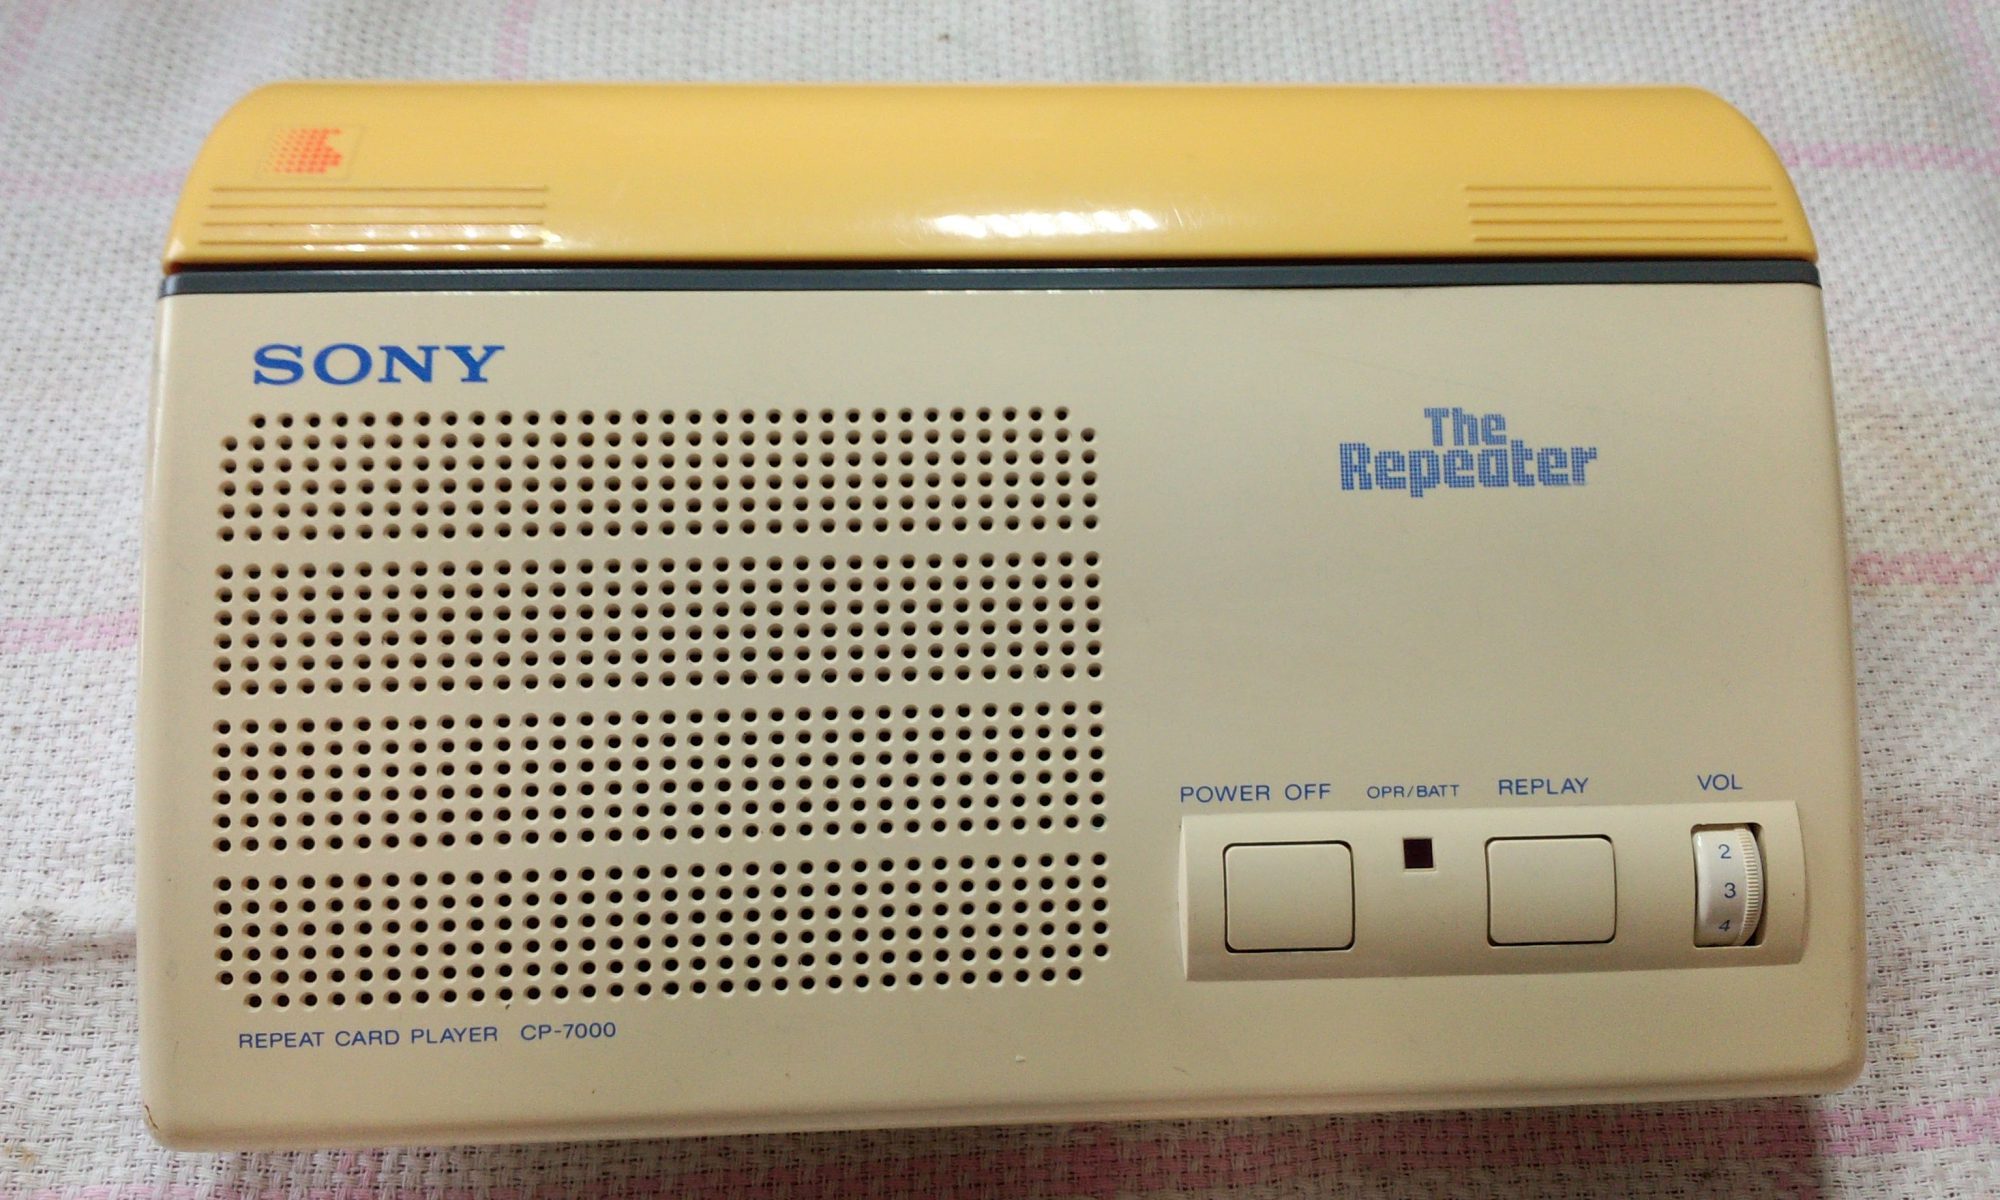 SONY
The
Repeater
POWER OFF
OPR/BATT
REPLAY
VOL
2
3
4
REPEAT CARD PLAYER CP-7000